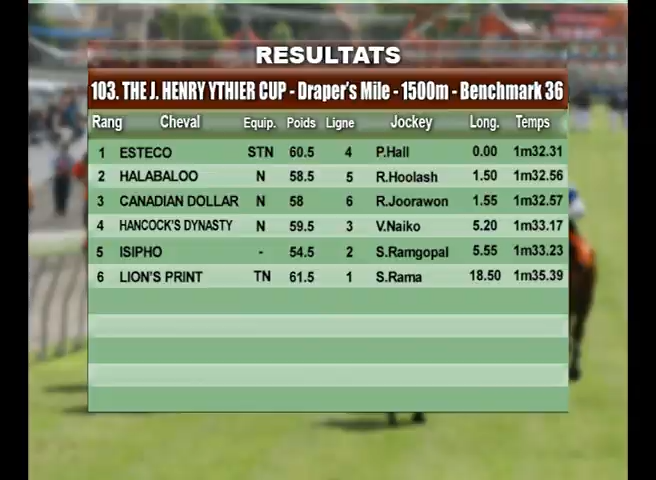 RESULTATS
103. THE J. HENRY YTHIER CUP - Draper's Mile - 1500m - Benchmark 36
Rang Cheval Equip. Poids Ligne Jockey Long. Temps
1 ESTECO STN 60.5 4 P.Hall 0.00 1m32.31
2 HALABALOO N 58.5 5 R.Hoolash 1.50 1m32.56
3 CANADIAN DOLLAR N 58 6 R.Joorawon 1.55 1m32.57
4 HANCOCK'S DYNASTY N 59.5 3 V.Naiko 5.20 1m33.17
5 ISIPHO - 54.5 2 S.Ramgopal 5.55 1m33.23
6 LION'S PRINT TN 61.5 1 S.Rama 18.50 1m35.39